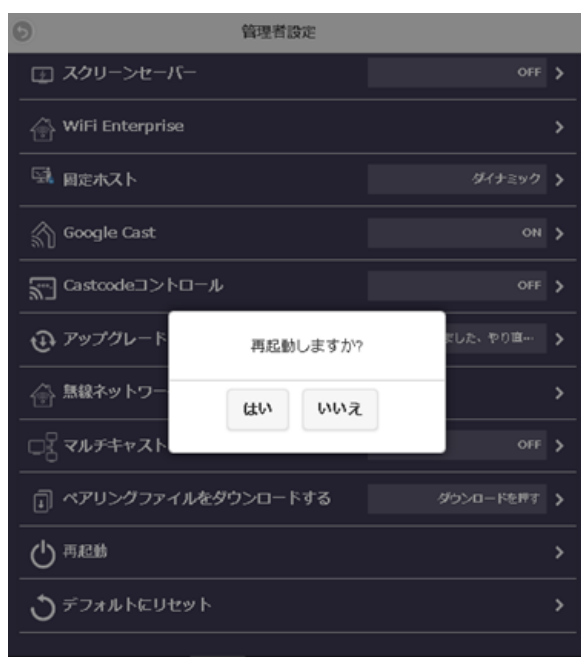 管理者設定
スクリーンセーバー OFF
WiFi Enterprise
固定ホスト ダイナミック
Google Cast ON
Castcodeコントロール OFF
アップグレード ました、やり直…
再起動しますか?
無線ネットワー
はい いいえ
マルチキャスト OFF
ペアリングファイルをダウンロードする ダウンロードを押す
再起動
デフォルトにリセット